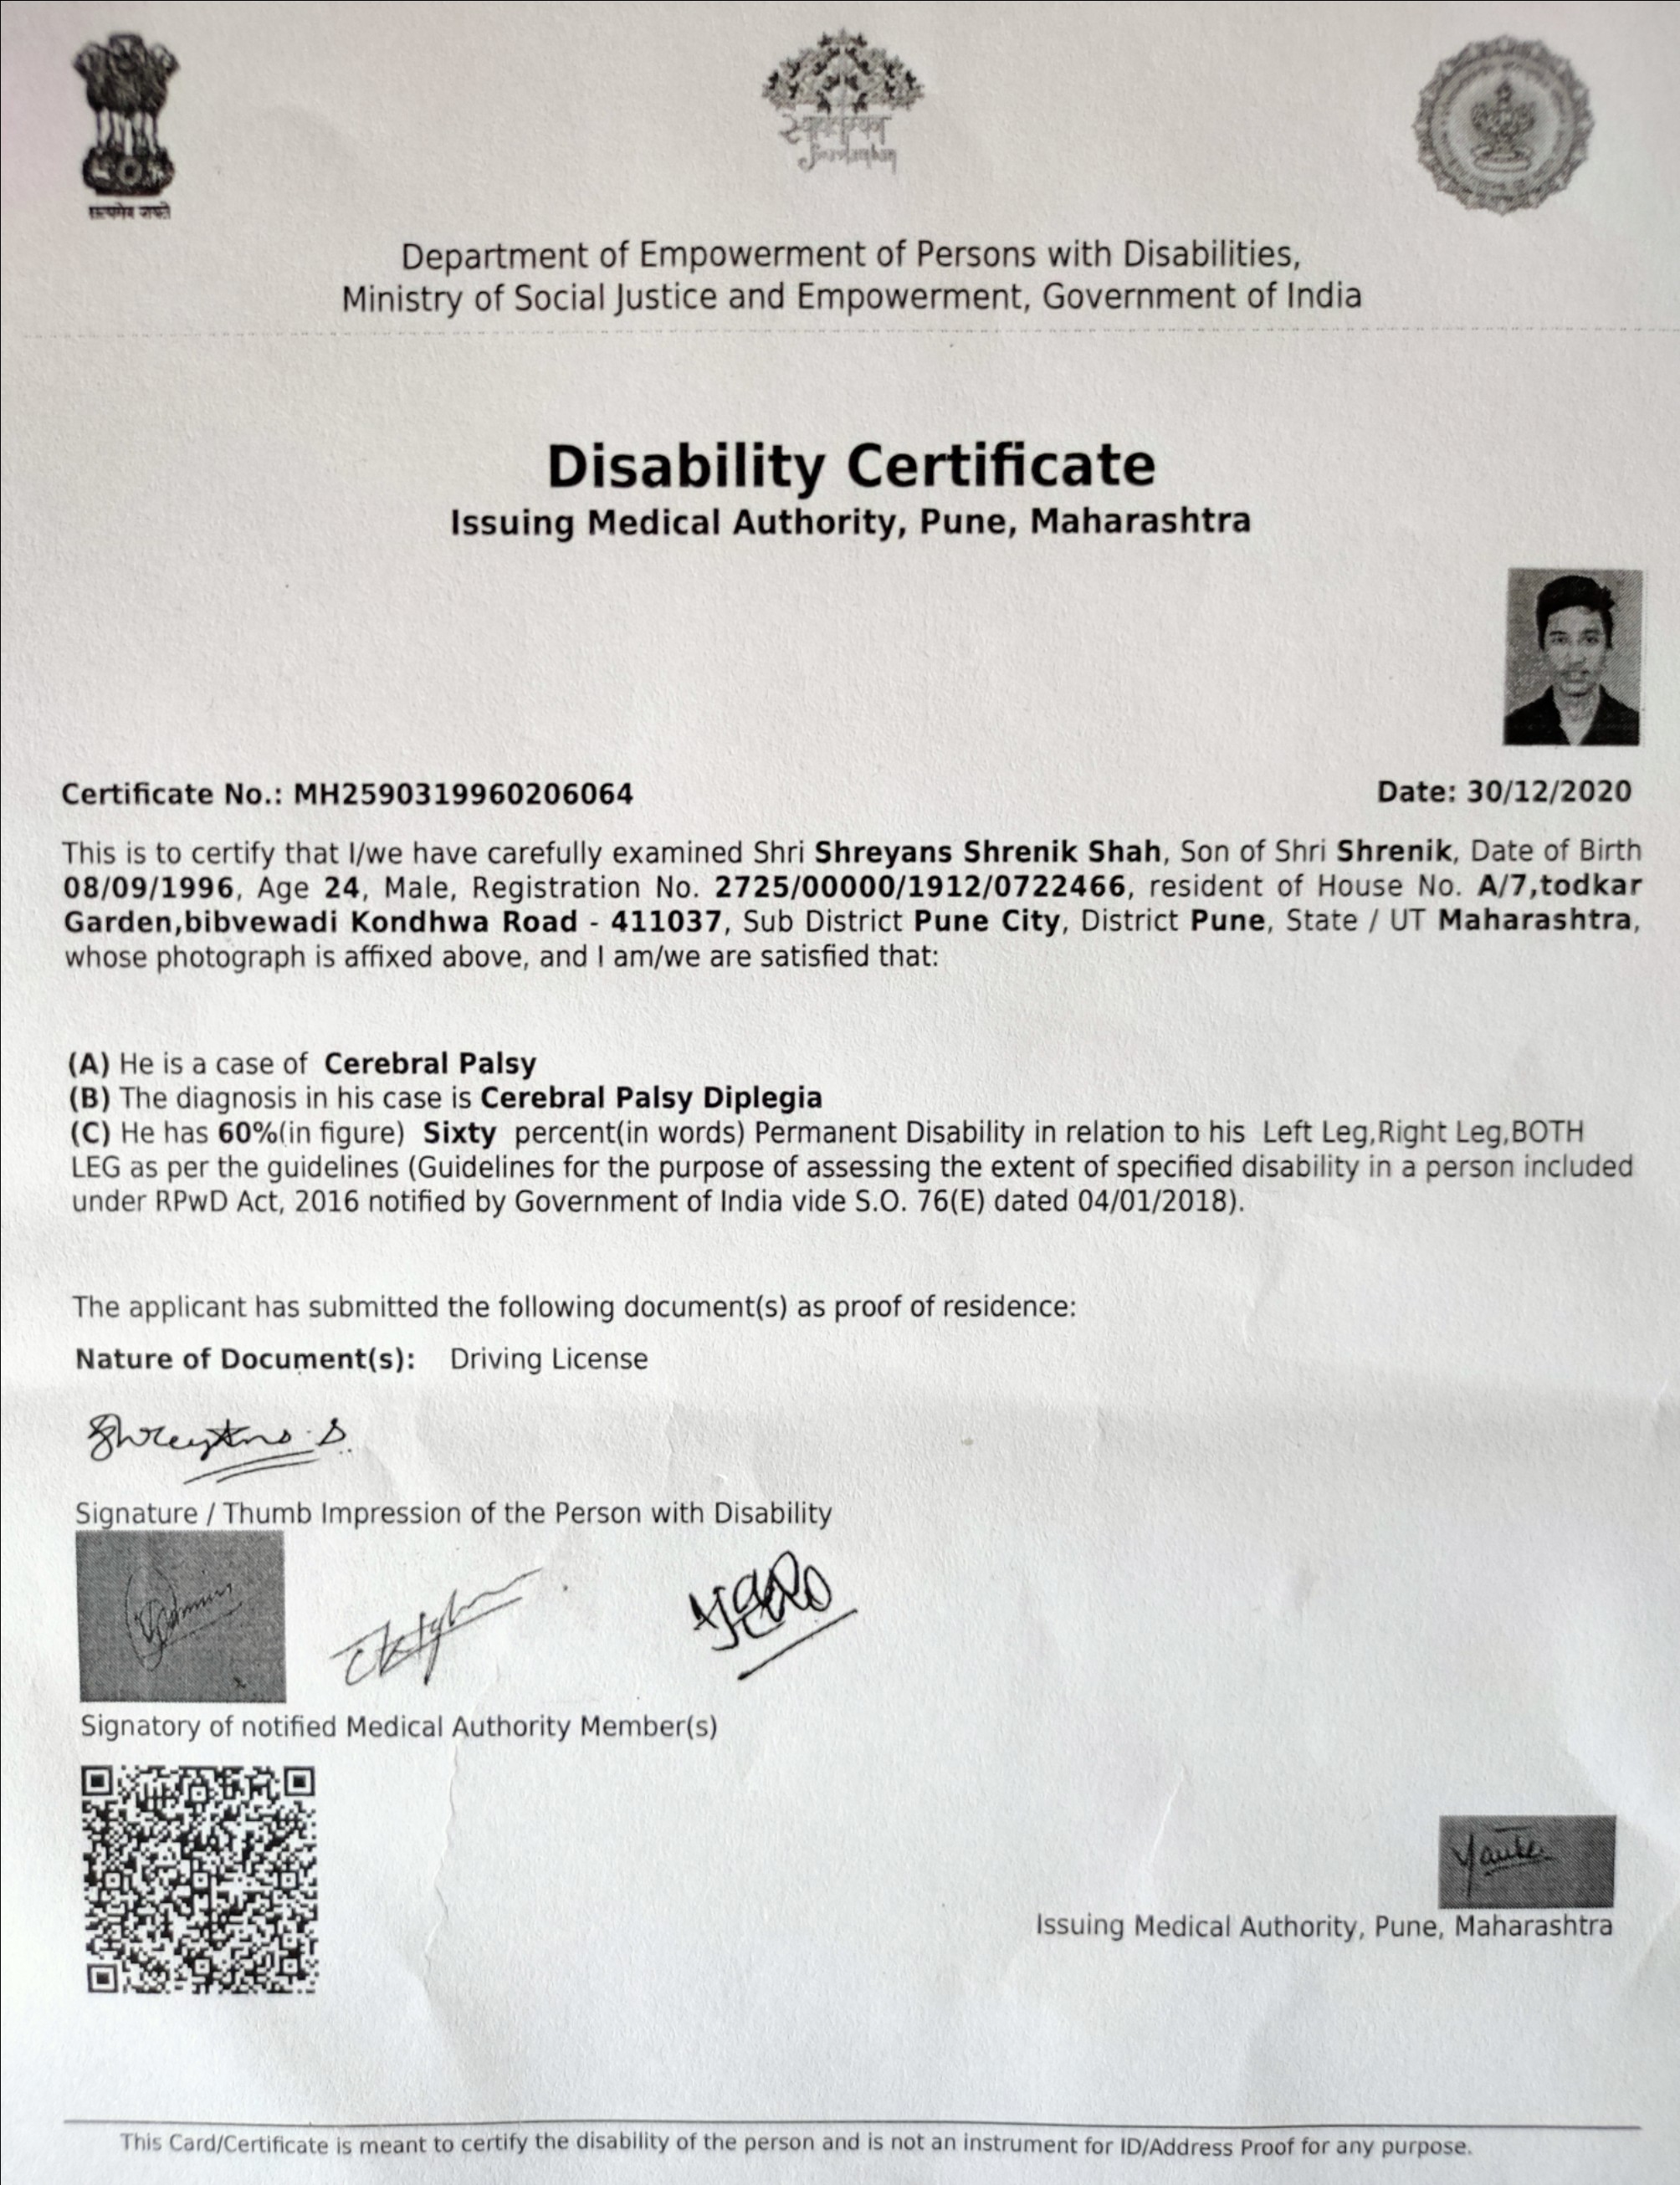 सत्यमेव जयते
स्वावलम्बन
Swavlamban
Department of Empowerment of Persons with Disabilities,
Ministry of Social Justice and Empowerment, Government of India
Disability Certificate
Issuing Medical Authority, Pune, Maharashtra
Certificate No.: MH2590319960206064
Date: 30/12/2020
This is to certify that I/we have carefully examined Shri Shreyans Shrenik Shah, Son of Shri Shrenik, Date of Birth
08/09/1996, Age 24, Male, Registration No. 2725/00000/1912/0722466, resident of House No. A/7,todkar
Garden,bibvewadi Kondhwa Road - 411037, Sub District Pune City, District Pune, State / UT Maharashtra,
whose photograph is affixed above, and I am/we are satisfied that:
(A) He is a case of Cerebral Palsy
(B) The diagnosis in his case is Cerebral Palsy Diplegia
(C) He has 60%(in figure) Sixty percent(in words) Permanent Disability in relation to his Left Leg,Right Leg,BOTH
LEG as per the guidelines (Guidelines for the purpose of assessing the extent of specified disability in a person included
under RPwD Act, 2016 notified by Government of India vide S.O. 76(E) dated 04/01/2018).
The applicant has submitted the following document(s) as proof of residence:
Nature of Document(s): Driving License
Shreyans S.
Signature / Thumb Impression of the Person with Disability
Signatory of notified Medical Authority Member(s)
Issuing Medical Authority, Pune, Maharashtra
This Card/Certificate is meant to certify the disability of the person and is not an instrument for ID/Address Proof for any purpose.